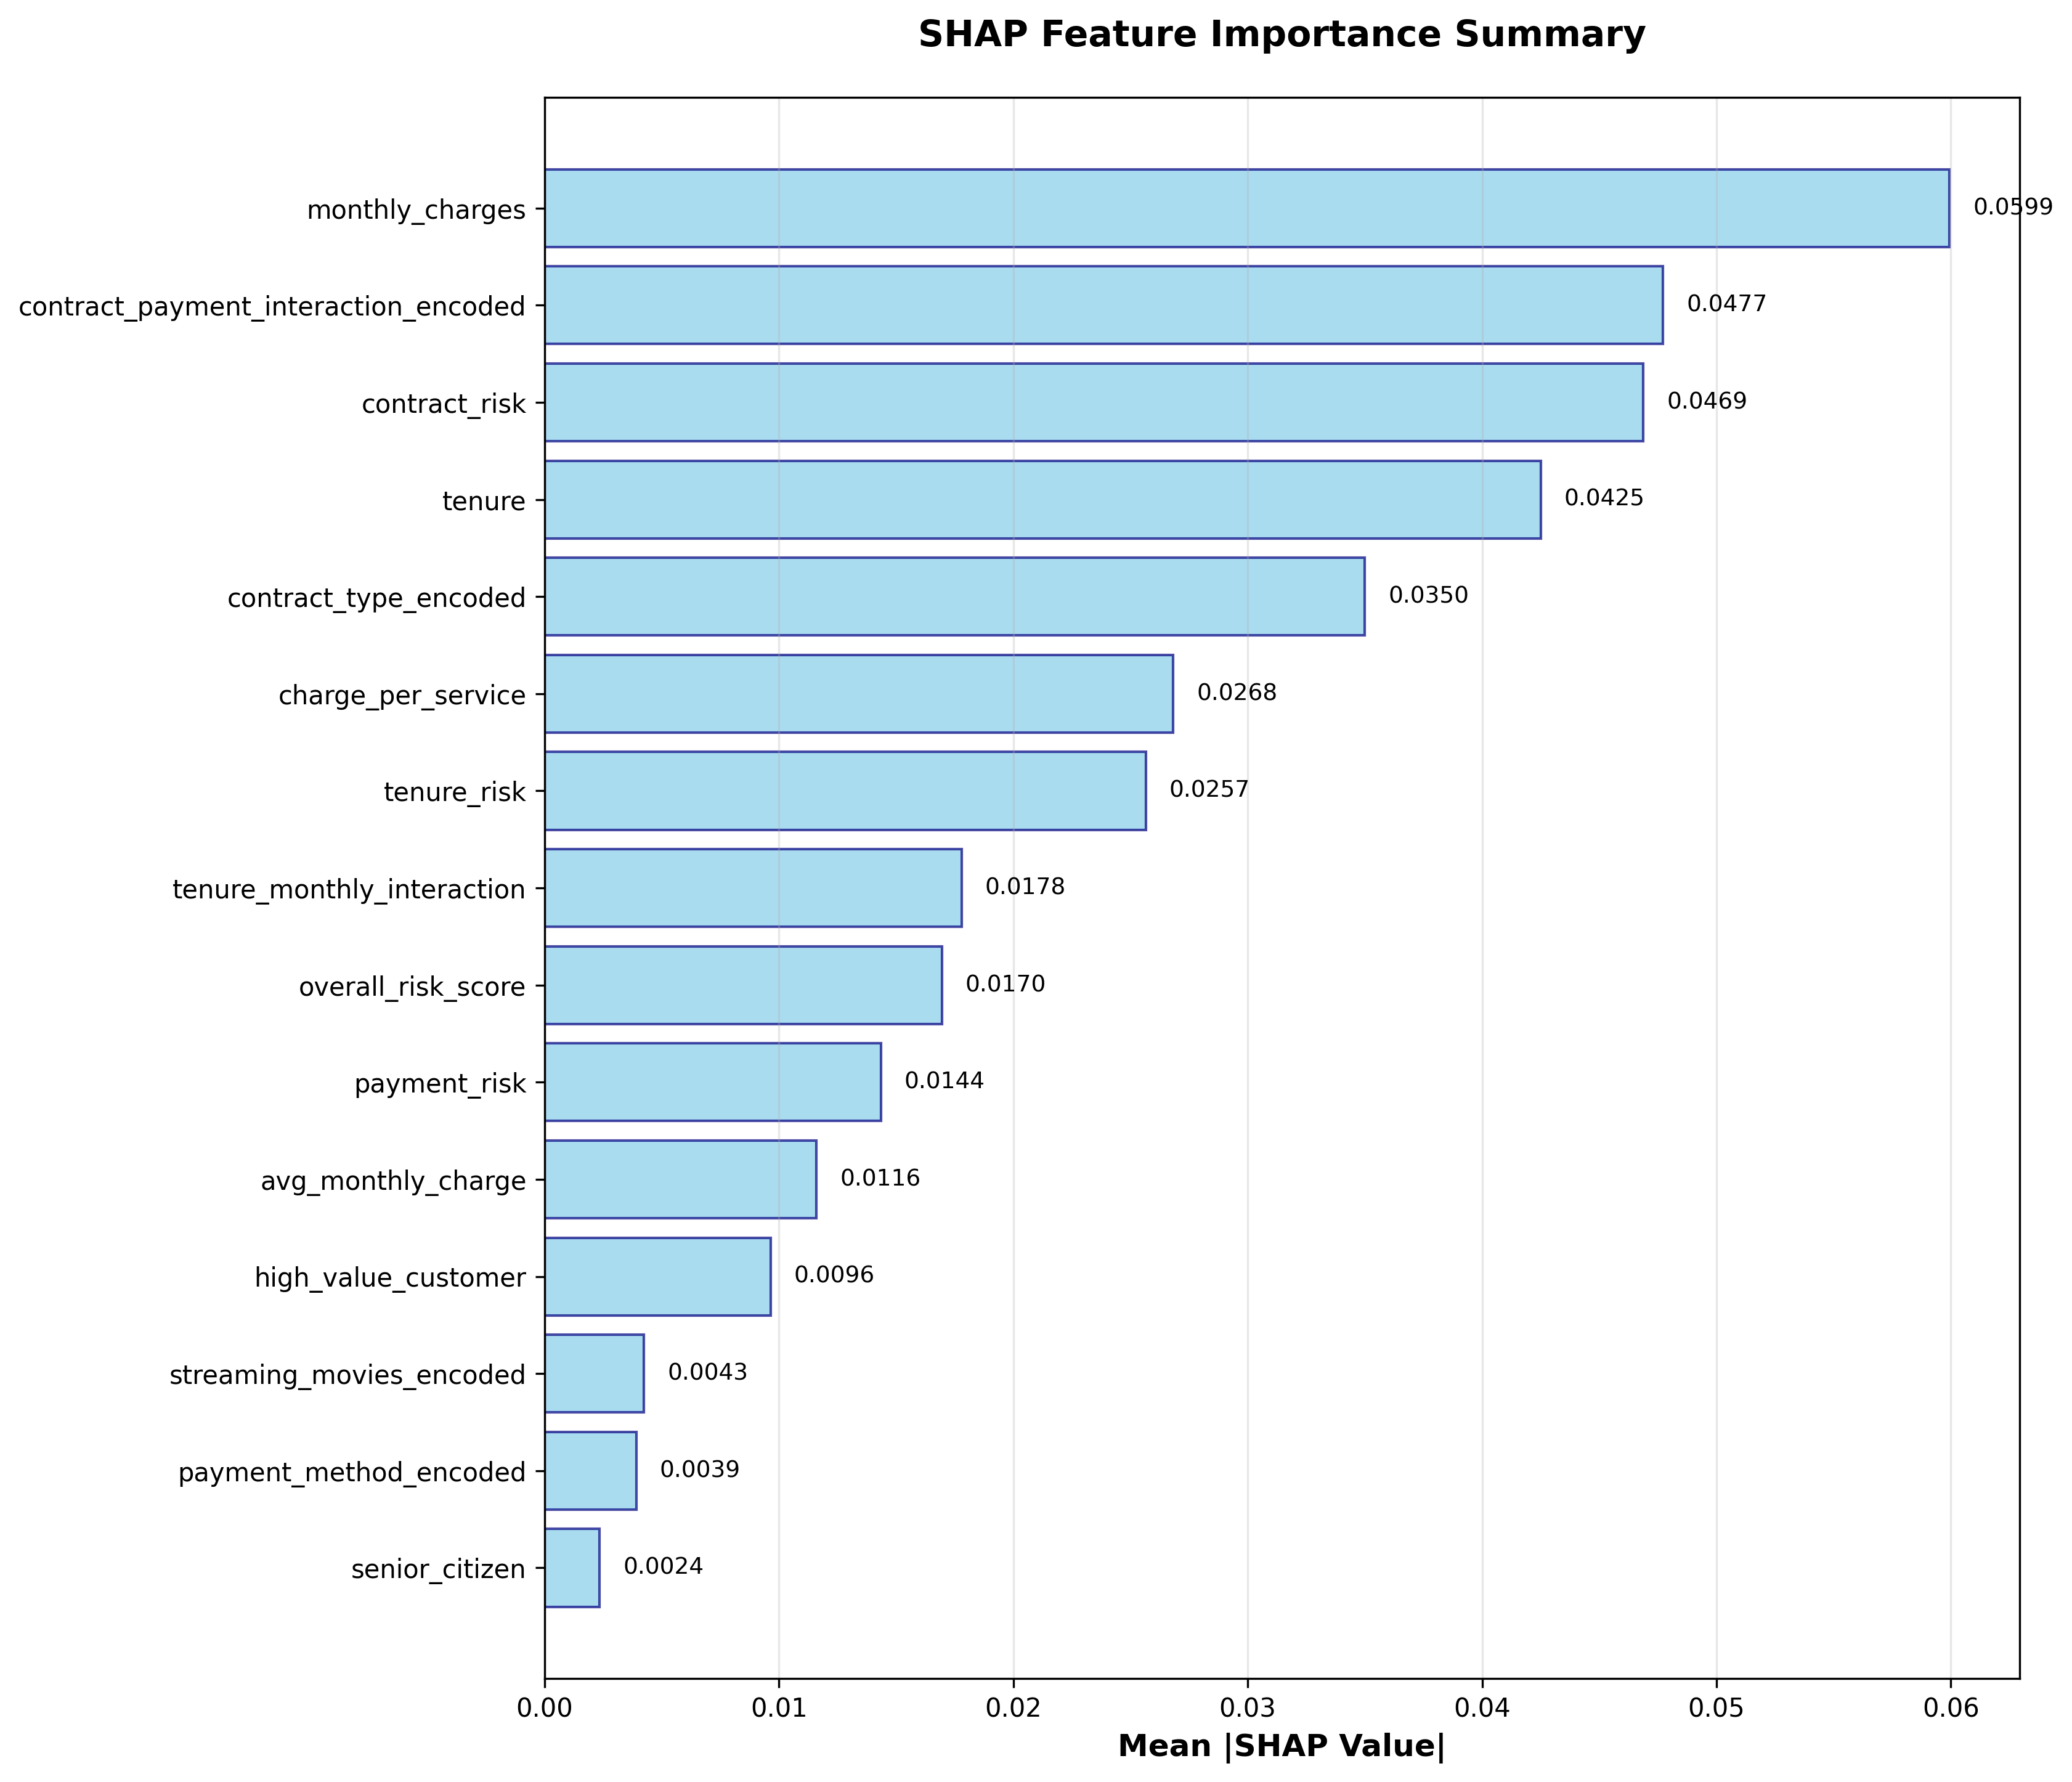 SHAP Feature Importance Summary
monthly_charges 0.0599
contract_payment_interaction_encoded 0.0477
contract_risk 0.0469
tenure 0.0425
contract_type_encoded 0.0350
charge_per_service 0.0268
tenure_risk 0.0257
tenure_monthly_interaction 0.0178
overall_risk_score 0.0170
payment_risk 0.0144
avg_monthly_charge 0.0116
high_value_customer 0.0096
streaming_movies_encoded 0.0043
payment_method_encoded 0.0039
senior_citizen 0.0024
0.00 0.01 0.02 0.03 0.04 0.05 0.06
Mean |SHAP Value|